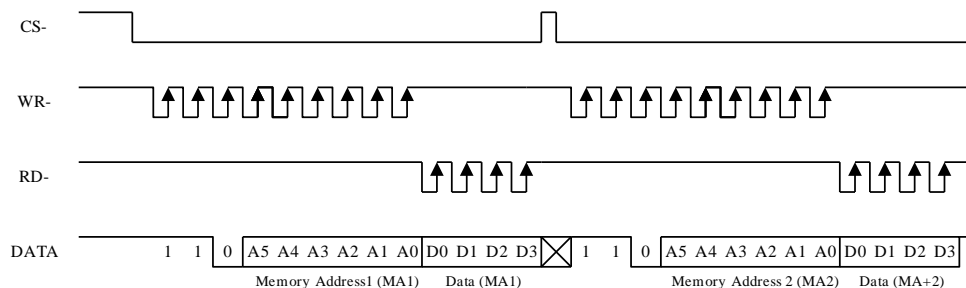 CS-
WR-
RD-
DATA 1 1 0 A5 A4 A3 A2 A1 A0 D0 D1 D2 D3 1 1 0 A5 A4 A3 A2 A1 A0 D0 D1 D2 D3
Memory Address1 (MA1) Data (MA1) Memory Address 2 (MA2) Data (MA+2)